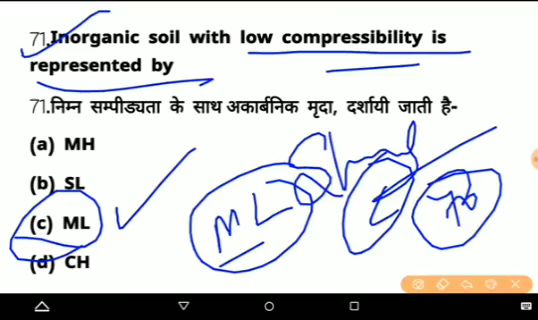 71.Inorganic soil with low compressibility is
represented by
71.निम्न सम्पीड्यता के साथ अकार्बनिक मृदा, दर्शायी जाती है-
(a) MH
(b) SL
(c) ML
(d) CH
ML